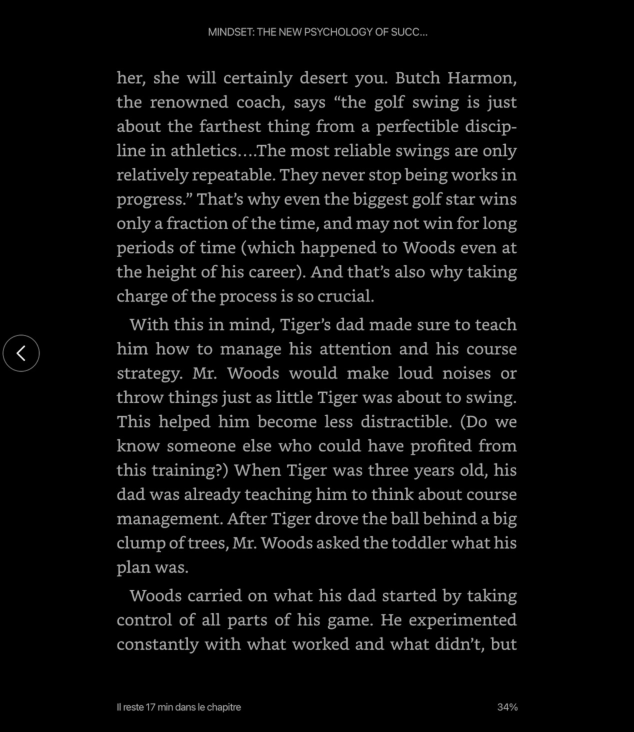 MINDSET: THE NEW PSYCHOLOGY OF SUCC...
her, she will certainly desert you. Butch Harmon,
the renowned coach, says “the golf swing is just
about the farthest thing from a perfectible discip-
line in athletics….The most reliable swings are only
relatively repeatable. They never stop being works in
progress.” That’s why even the biggest golf star wins
only a fraction of the time, and may not win for long
periods of time (which happened to Woods even at
the height of his career). And that’s also why taking
charge of the process is so crucial.
With this in mind, Tiger’s dad made sure to teach
him how to manage his attention and his course
strategy. Mr. Woods would make loud noises or
throw things just as little Tiger was about to swing.
This helped him become less distractible. (Do we
know someone else who could have profited from
this training?) When Tiger was three years old, his
dad was already teaching him to think about course
management. After Tiger drove the ball behind a big
clump of trees, Mr. Woods asked the toddler what his
plan was.
Woods carried on what his dad started by taking
control of all parts of his game. He experimented
constantly with what worked and what didn’t, but
Il reste 17 min dans le chapitre
34%